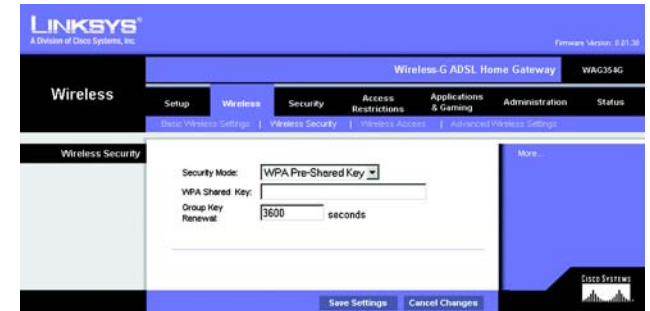 LINKSYS®
A Division of Cisco Systems, Inc.
Firmware Version: 0.01.30
Wireless-G ADSL Home Gateway WAG354G
Wireless
Setup Wireless Security Access Restrictions Applications & Gaming Administration Status
Basic Wireless Settings | Wireless Security | Wireless Access | Advanced Wireless Settings
Wireless Security
More...
Security Mode: WPA Pre-Shared Key
WPA Shared Key:
Group Key Renewal: 3600 seconds
Save Settings Cancel Changes
CISCO SYSTEMS